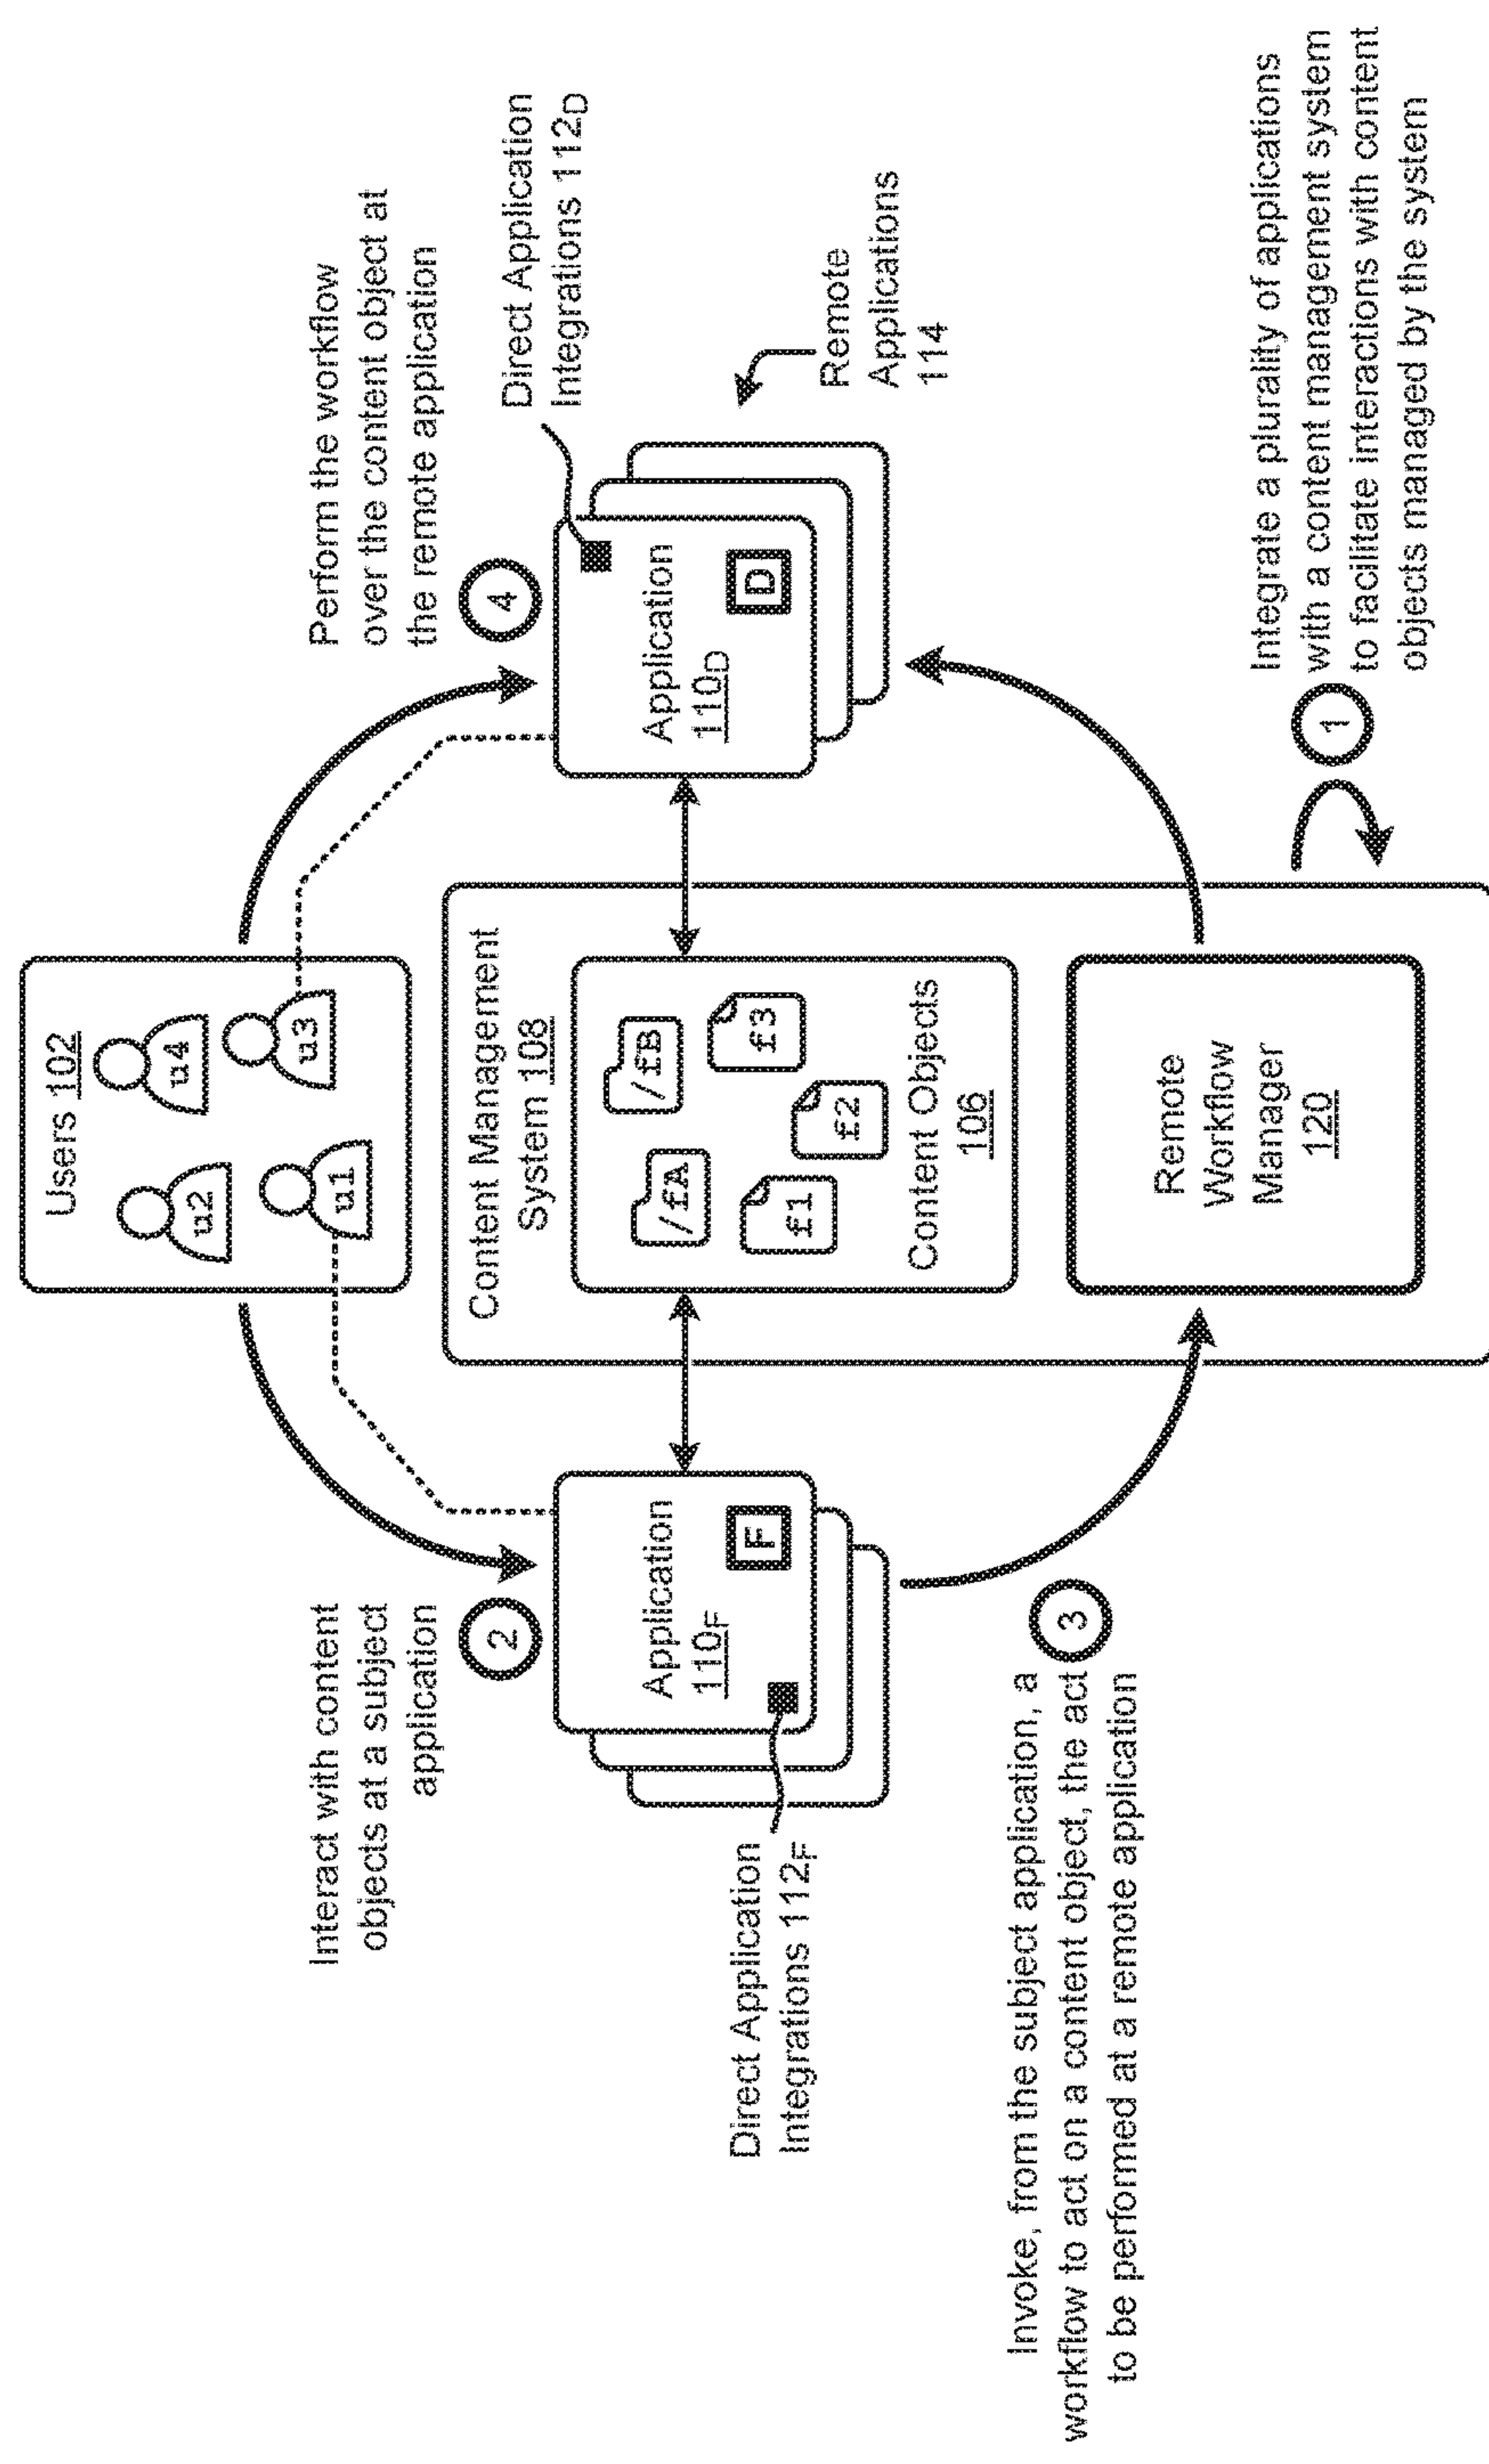 Users 102
u2
u4
u1
u3
Interact with content
objects at a subject
application
2
Perform the workflow
over the content object at
the remote application
4
Content Management
System 108
/fA
/fB
f1
f2
f3
Content Objects
106
Application
110F
F
Direct Application
Integrations 112F
Application
110D
D
Direct Application
Integrations 112D
Remote
Applications
114
Remote
Workflow
Manager
120
Invoke, from the subject application, a
workflow to act on a content object, the act
to be performed at a remote application
3
1
Integrate a plurality of applications
with a content management system
to facilitate interactions with content
objects managed by the system